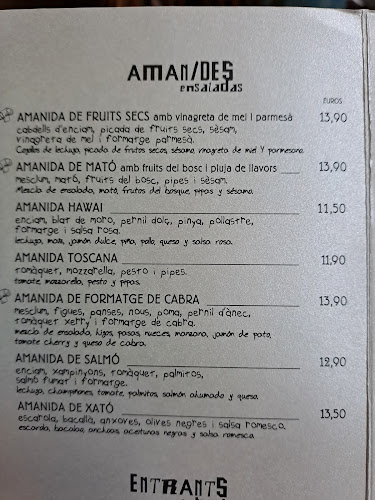 AMANIDES
ensaladas
EUROS
AMANIDA DE FRUITS SECS amb vinagreta de mel i parmesà 13,90
cabdells d'enciam, picada de fruits secs, sèsam,
vinagreta de mel i formatge parmesà.
Cogollos de lechuga, picada de frutos secos, sésamo, vinagreta de miel y parmesano.
AMANIDA DE MATÓ amb fruits del bosc i pluja de llavors 13,90
mesclum, mató, fruits del bosc, pipes i sèsam.
Mezcla de ensalada, mató, frutos del bosque, pipas y sésamo.
AMANIDA HAWAI 11,50
enciam, blat de moro, pernil dolç, pinya, pollastre,
formatge i salsa rosa.
lechuga, maiz, jamón dulce, piña, pollo, queso y salsa rosa.
AMANIDA TOSCANA 11,90
tomàquet, mozzarella, pesto i pipes.
tomate, mozzarella, pesto y pipas.
AMANIDA DE FORMATGE DE CABRA 13,90
mesclum, figues, panses, nous, poma, pernil d'ànec,
tomàquet xerry i formatge de cabra.
mezcla de ensalada, higos, pasas, nueces, manzana, jamón de pato,
tomate cherry y queso de cabra.
AMANIDA DE SALMÓ 12,90
enciam, xampinyons, tomàquet, palmitos,
salmó fumat i formatge.
lechuga, champiñones, tomate, palmitos, salmón ahumado y queso.
AMANIDA DE XATÓ 13,50
escarola, bacallà, anxoves, olives negres i salsa romesco.
escarola, bacalao, anchoas, aceitunas negras y salsa romesco.
ENTRANTS